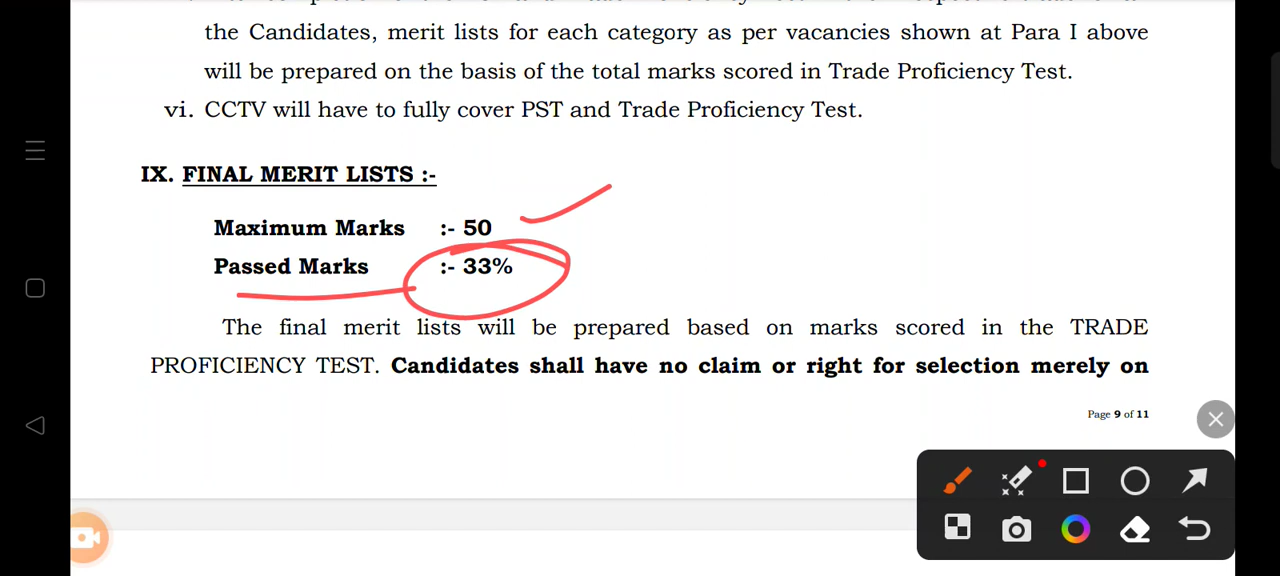 the Candidates, merit lists for each category as per vacancies shown at Para I above
will be prepared on the basis of the total marks scored in Trade Proficiency Test.
vi. CCTV will have to fully cover PST and Trade Proficiency Test.
IX. FINAL MERIT LISTS :-
Maximum Marks :- 50
Passed Marks :- 33%
The final merit lists will be prepared based on marks scored in the TRADE
PROFICIENCY TEST. Candidates shall have no claim or right for selection merely on
Page 9 of 11